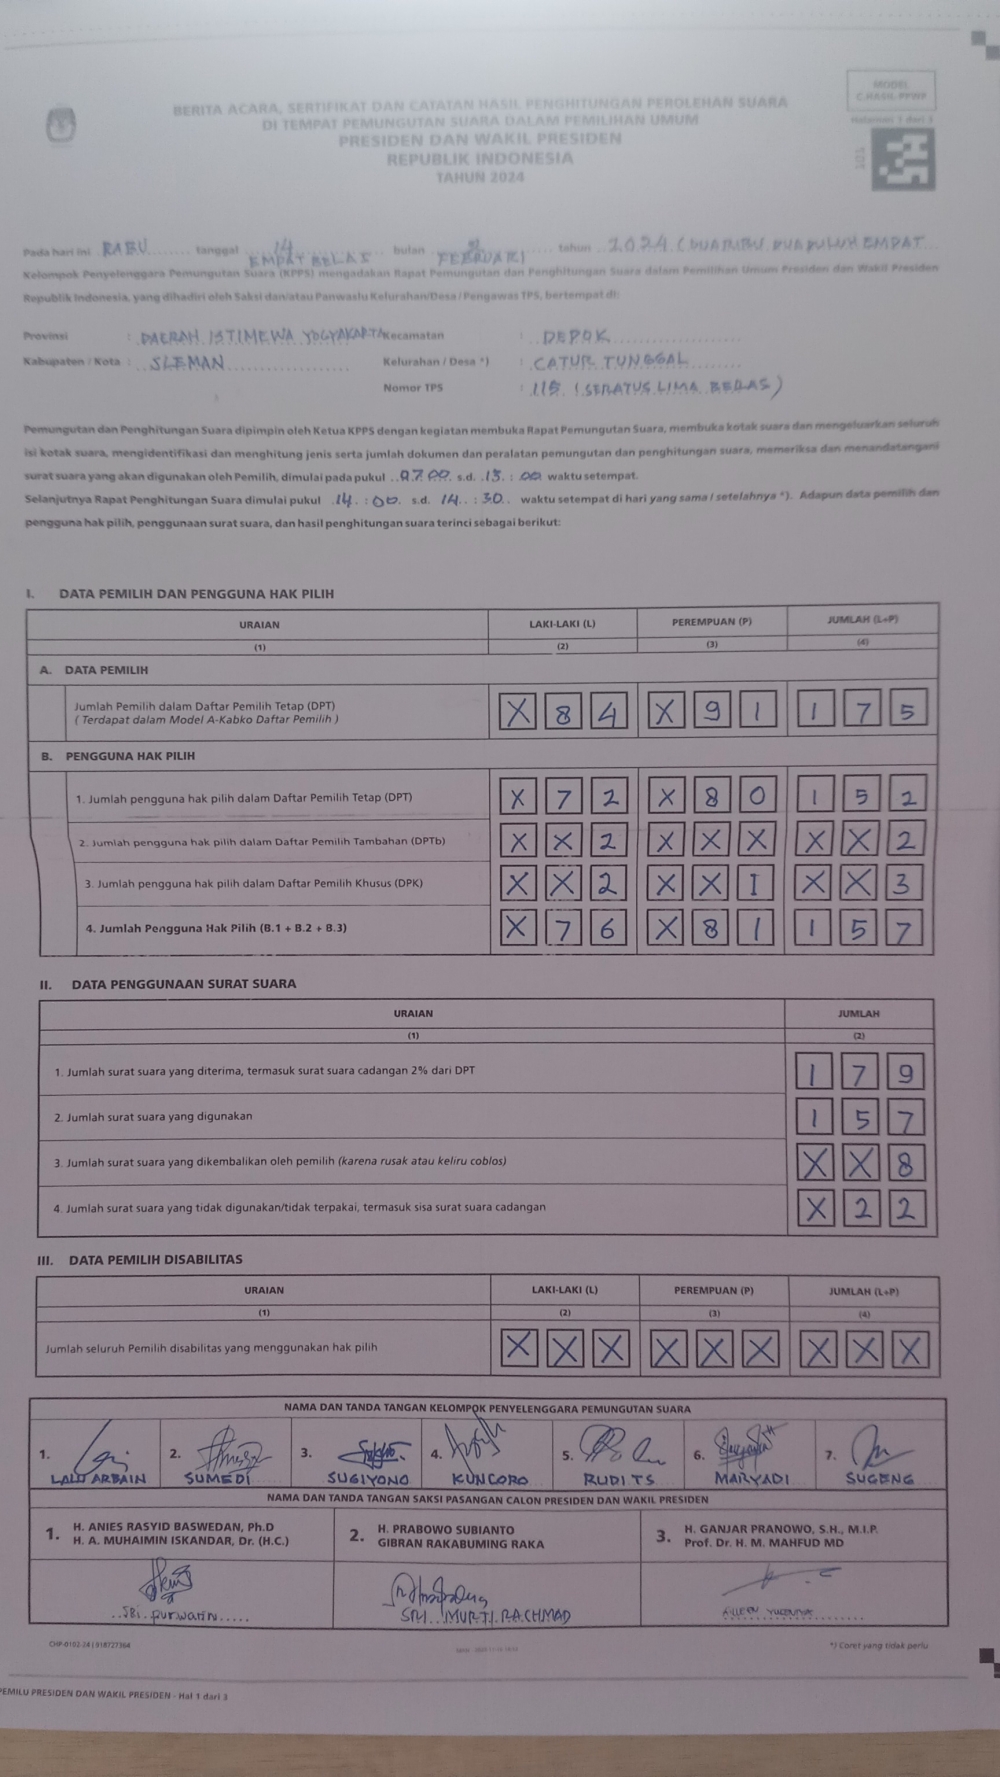 MODEL
C.HASIL-PPWP
Halaman 1 dari 3
BERITA ACARA, SERTIFIKAT DAN CATATAN HASIL PENGHITUNGAN PEROLEHAN SUARA
DI TEMPAT PEMUNGUTAN SUARA DALAM PEMILIHAN UMUM
PRESIDEN DAN WAKIL PRESIDEN
REPUBLIK INDONESIA
TAHUN 2024
101
Pada hari ini RABU tanggal 14 EMPAT BELAS bulan FEBRUARI tahun 2024 (DUA RIBU DUA PULUH EMPAT
Kelompok Penyelenggara Pemungutan Suara (KPPS) mengadakan Rapat Pemungutan dan Penghitungan Suara dalam Pemilihan Umum Presiden dan Wakil Presiden
Republik Indonesia, yang dihadiri oleh Saksi dan/atau Panwaslu Kelurahan/Desa/Pengawas TPS, bertempat di:
Provinsi : DAERAH ISTIMEWA YOGYAKARTA Kecamatan : DEPOK
Kabupaten / Kota : SLEMAN Kelurahan / Desa *) : CATUR TUNGGAL
Nomor TPS : 115 (SERATUS LIMA BELAS)
Pemungutan dan Penghitungan Suara dipimpin oleh Ketua KPPS dengan kegiatan membuka Rapat Pemungutan Suara, membuka kotak suara dan mengeluarkan seluruh
isi kotak suara, mengidentifikasi dan menghitung jenis serta jumlah dokumen dan peralatan pemungutan dan penghitungan suara, memeriksa dan menandatangani
surat suara yang akan digunakan oleh Pemilih, dimulai pada pukul 07.00 s.d. 13 : 00 waktu setempat.
Selanjutnya Rapat Penghitungan Suara dimulai pukul 14 : 00 s.d. 14 : 30 waktu setempat di hari yang sama / setelahnya *). Adapun data pemilih dan
pengguna hak pilih, penggunaan surat suara, dan hasil penghitungan suara terinci sebagai berikut:
I. DATA PEMILIH DAN PENGGUNA HAK PILIH
URAIAN LAKI-LAKI (L) PEREMPUAN (P) JUMLAH (L+P)
(1) (2) (3) (4)
A. DATA PEMILIH
Jumlah Pemilih dalam Daftar Pemilih Tetap (DPT) X 8 4 X 9 1 1 7 5
( Terdapat dalam Model A-Kabko Daftar Pemilih )
B. PENGGUNA HAK PILIH
1. Jumlah pengguna hak pilih dalam Daftar Pemilih Tetap (DPT) X 7 2 X 8 0 1 5 2
2. Jumlah pengguna hak pilih dalam Daftar Pemilih Tambahan (DPTb) X X 2 X X X X X 2
3. Jumlah pengguna hak pilih dalam Daftar Pemilih Khusus (DPK) X X 2 X X 1 X X 3
4. Jumlah Pengguna Hak Pilih (B.1 + B.2 + B.3) X 7 6 X 8 1 1 5 7
II. DATA PENGGUNAAN SURAT SUARA
URAIAN JUMLAH
(1) (2)
1. Jumlah surat suara yang diterima, termasuk surat suara cadangan 2% dari DPT 1 7 9
2. Jumlah surat suara yang digunakan 1 5 7
3. Jumlah surat suara yang dikembalikan oleh pemilih (karena rusak atau keliru coblos) X X 8
4. Jumlah surat suara yang tidak digunakan/tidak terpakai, termasuk sisa surat suara cadangan X 2 2
III. DATA PEMILIH DISABILITAS
URAIAN LAKI-LAKI (L) PEREMPUAN (P) JUMLAH (L+P)
(1) (2) (3) (4)
Jumlah seluruh Pemilih disabilitas yang menggunakan hak pilih X X X X X X X X X
NAMA DAN TANDA TANGAN KELOMPOK PENYELENGGARA PEMUNGUTAN SUARA
1. 2. 3. 4. 5. 6. 7.
LALU ARBAIN SUMEDI SUGIYONO KUNCORO RUDI TS MARYADI SUGENG
NAMA DAN TANDA TANGAN SAKSI PASANGAN CALON PRESIDEN DAN WAKIL PRESIDEN
1. H. ANIES RASYID BASWEDAN, Ph.D
H. A. MUHAIMIN ISKANDAR, Dr. (H.C.)
2. H. PRABOWO SUBIANTO
GIBRAN RAKABUMING RAKA
3. H. GANJAR PRANOWO, S.H., M.I.P.
Prof. Dr. H. M. MAHFUD MD
Sri purwatin SRI MURTI RACHMAD
CHP-0102-24 | 018727304
*) Coret yang tidak perlu
PEMILU PRESIDEN DAN WAKIL PRESIDEN - Hal 1 dari 3